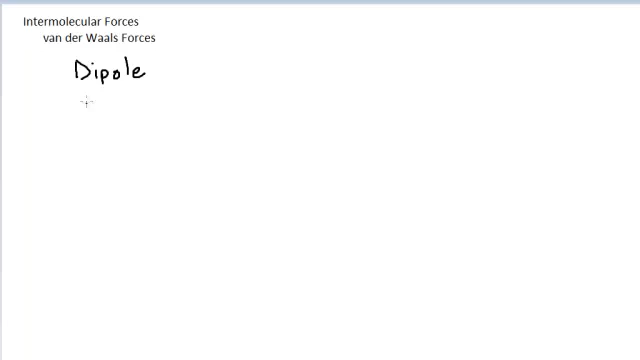 Intermolecular Forces
van der Waals Forces
Dipole